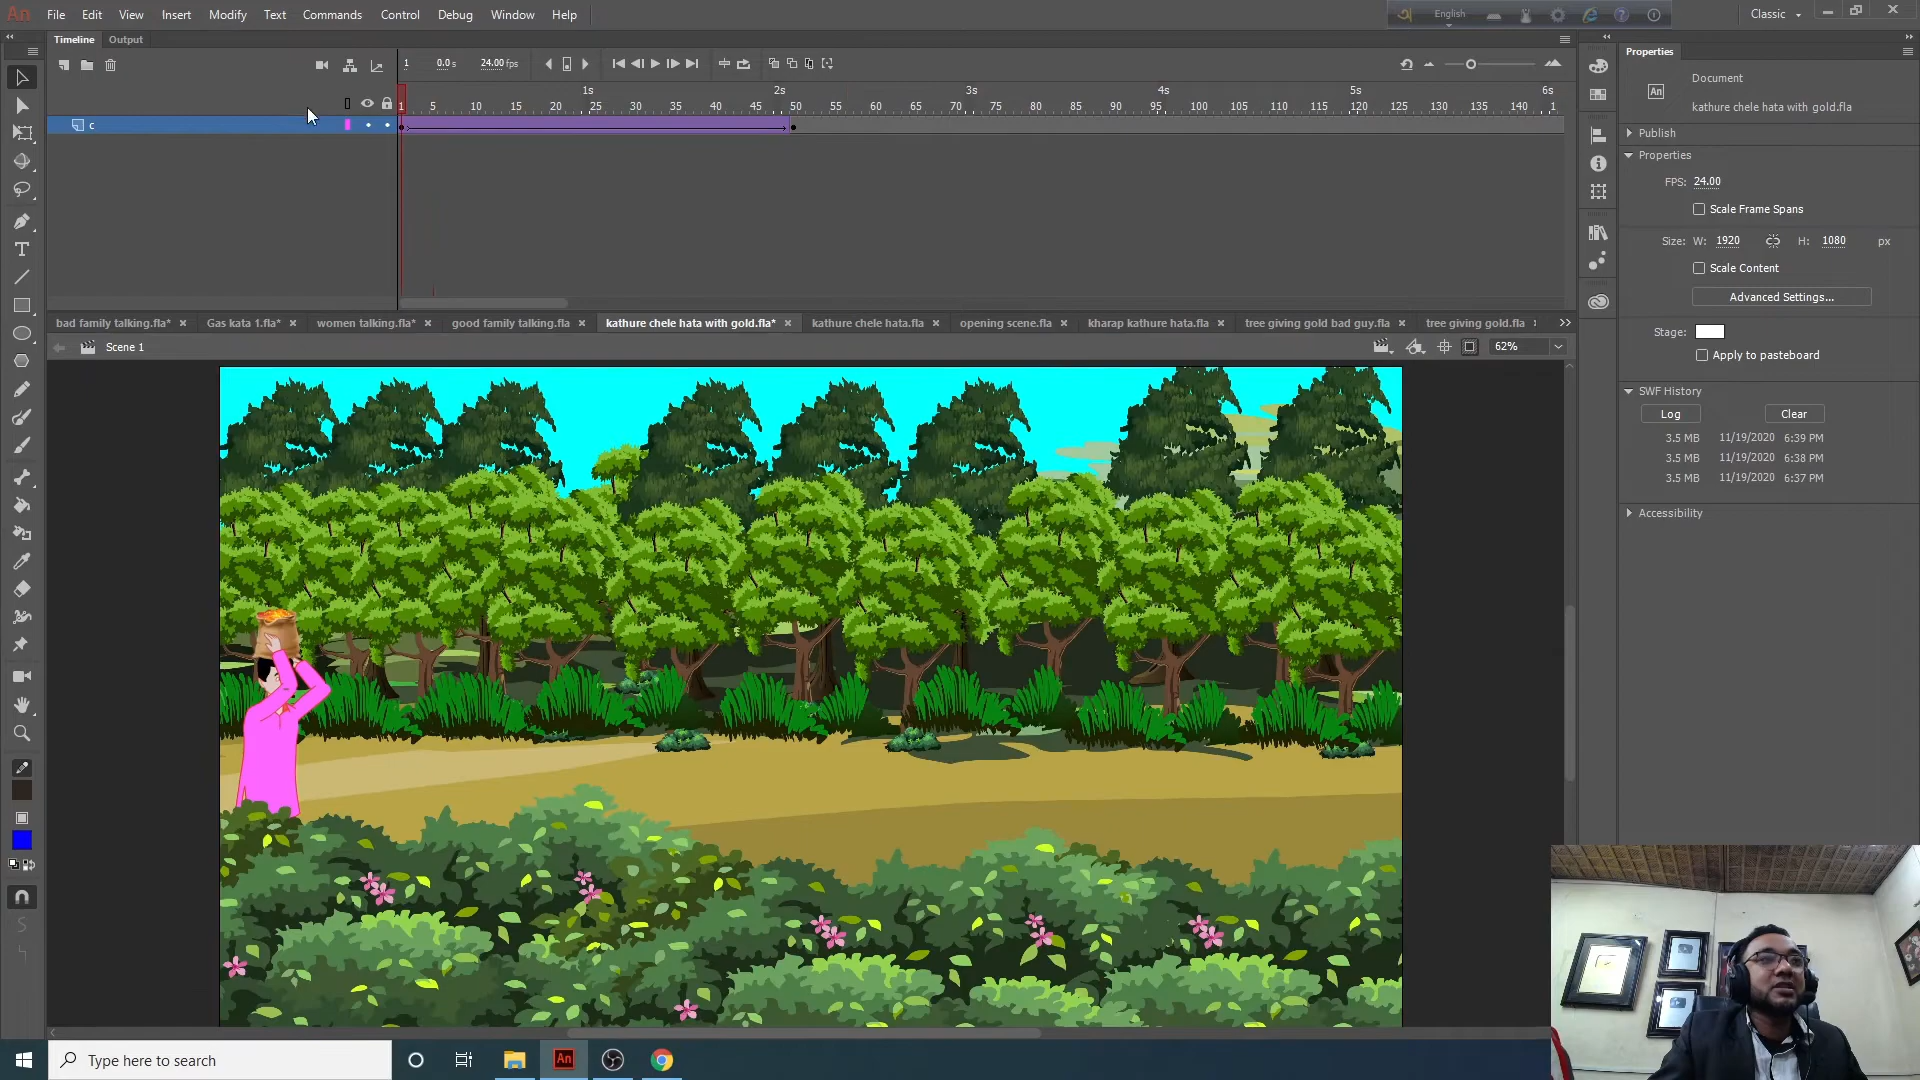 An File Edit View Insert Modify Text Commands Control Debug Window Help English Classic
Timeline Output
1 0.0 s 24.00 fps
1s 2s 3s 4s 5s 6s
1 5 10 15 20 25 30 35 40 45 50 55 60 65 70 75 80 85 90 95 100 105 110 115 120 125 130 135 140 1
c
bad family talking.fla* Gas kata 1.fla* women talking.fla* good family talking.fla kathure chele hata with gold.fla* kathure chele hata.fla opening scene.fla kharap kathure hata.fla tree giving gold bad guy.fla tree giving gold.fla
Scene 1 62%
Properties
An Document
kathure chele hata with gold.fla
Publish
Properties
FPS: 24.00
Scale Frame Spans
Size: W: 1920 H: 1080 px
Scale Content
Advanced Settings...
Stage:
Apply to pasteboard
SWF History
Log Clear
3.5 MB 11/19/2020 6:39 PM
3.5 MB 11/19/2020 6:38 PM
3.5 MB 11/19/2020 6:37 PM
Accessibility
Type here to search An